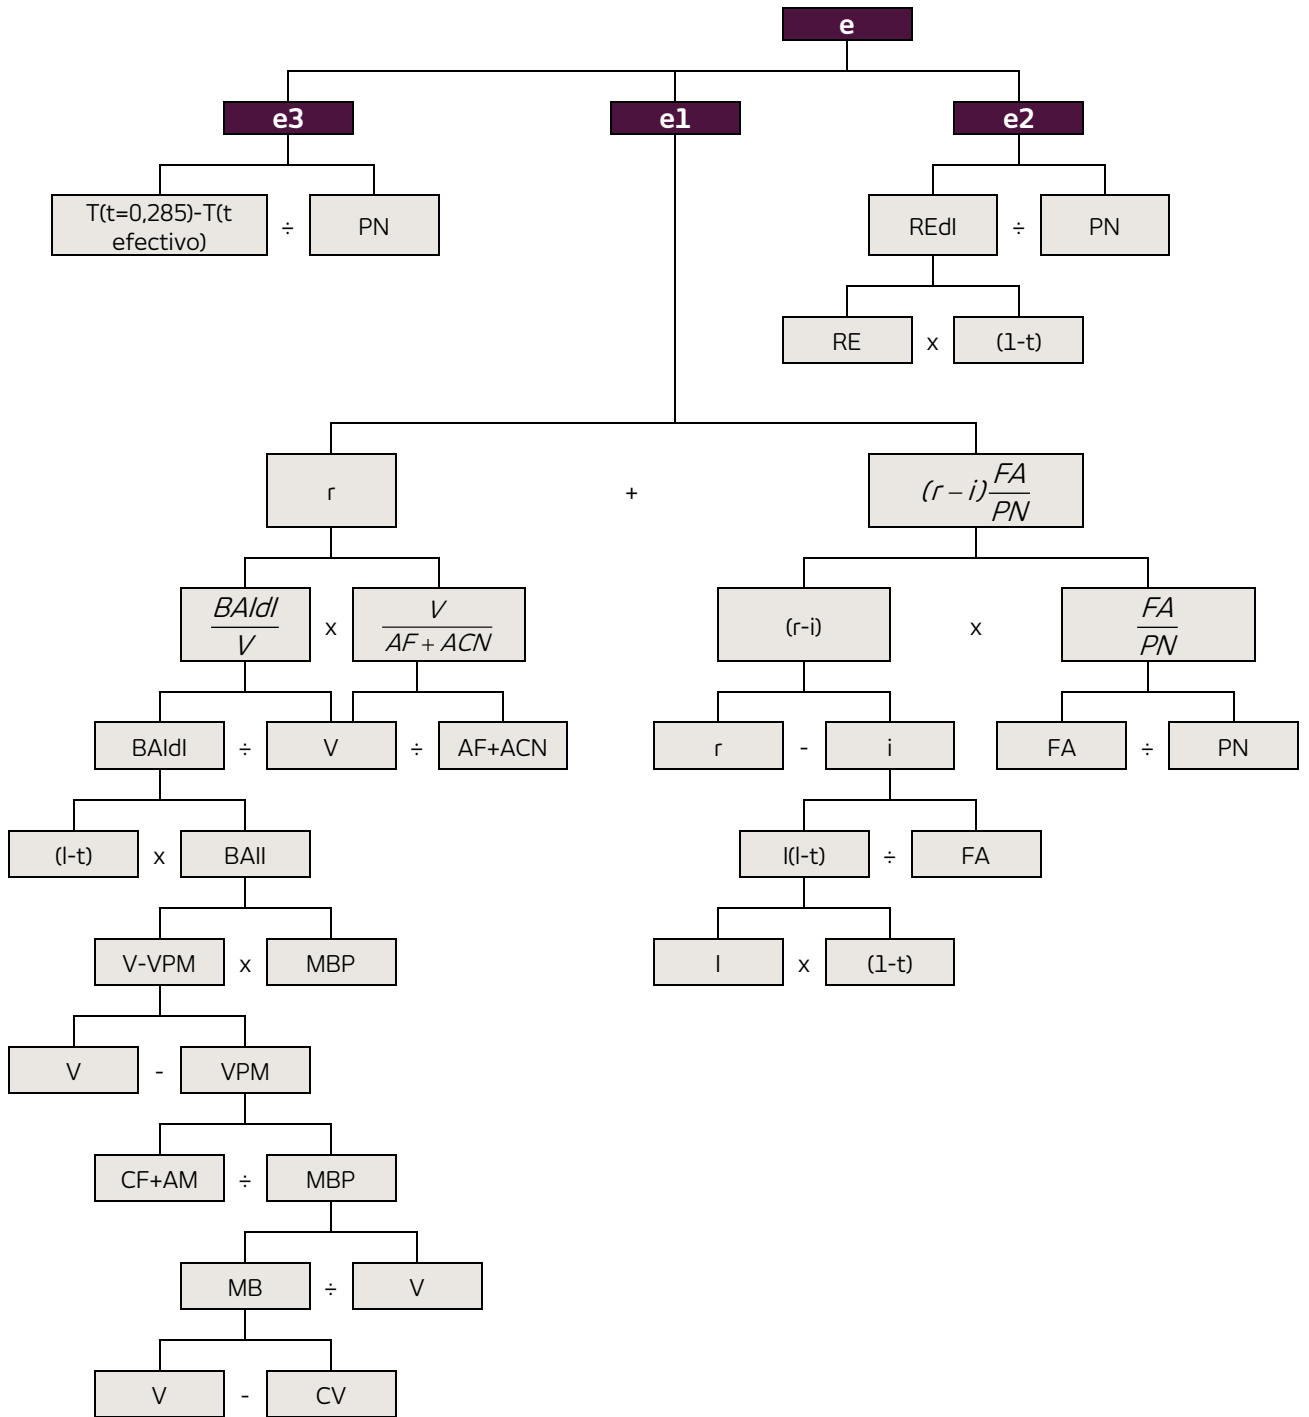 e
e3
e1
e2
T(t=0,285)-T(t
efectivo)
÷
PN
REdI
÷
PN
RE
x
(1-t)
r
+
(r – i) FA
PN
BAIdI
V
x
V
AF + ACN
(r-i)
x
FA
PN
BAIdI
÷
V
÷
AF+ACN
r
-
i
FA
÷
PN
(l-t)
x
BAII
I(l-t)
÷
FA
V-VPM
x
MBP
I
x
(1-t)
V
-
VPM
CF+AM
÷
MBP
MB
÷
V
V
-
CV